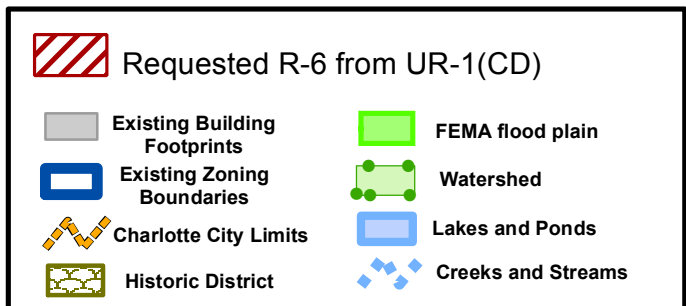 Requested R-6 from UR-1(CD)
Existing Building
Footprints
Existing Zoning
Boundaries
Charlotte City Limits
Historic District
FEMA flood plain
Watershed
Lakes and Ponds
Creeks and Streams